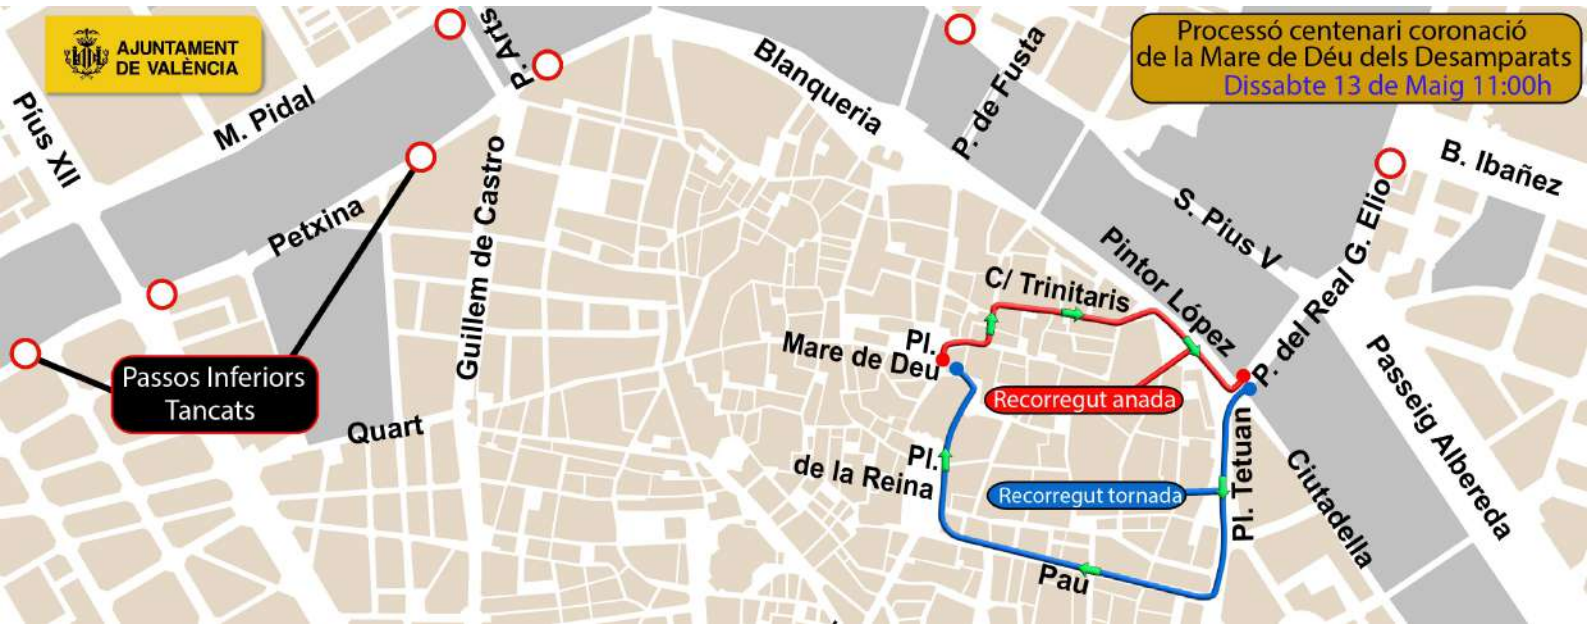 AJUNTAMENT
DE VALÈNCIA
Processó centenari coronació
de la Mare de Déu dels Desamparats
Dissabte 13 de Maig 11:00h
Píus XII
M. Pidal
P. Arts
Blanqueria
P. de Fusta
B. Ibañez
Petxina
Guillem de Castro
S. Pius V
P. del Real G. Elio
Pintor López
C/ Trinitaris
Pl.
Mare de Deu
Passos Inferiors
Tancats
Recorregut anada
Passeig Albereda
Quart
Pl.
de la Reina
Recorregut tornada
Pl. Tetuan
Ciutadella
Pau